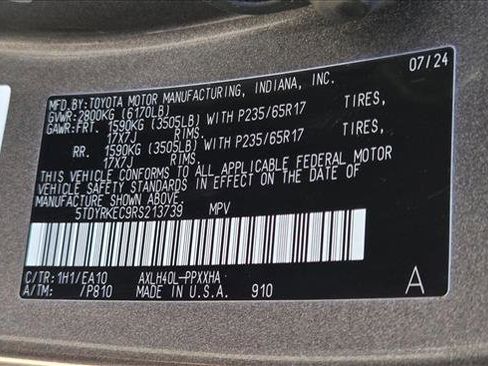 MFD.BY:TOYOTA MOTOR MANUFACTURING, INDIANA, INC. 07/24
GVWR:2800KG (6170LB)
GAWR:FRT. 1590KG (3505LB) WITH P235/65R17 TIRES,
17X7J RIMS.
RR. 1590KG (3505LB) WITH P235/65R17 TIRES,
17X7J RIMS.
THIS VEHICLE CONFORMS TO ALL APPLICABLE FEDERAL MOTOR
VEHICLE SAFETY STANDARDS IN EFFECT ON THE DATE OF
MANUFACTURE SHOWN ABOVE.
5TDYRKEC9RS213739 MPV
C/TR:1H1/EA10 AXLH40L-PPXXHA
A/TM: /P810 MADE IN U.S.A. 910 A